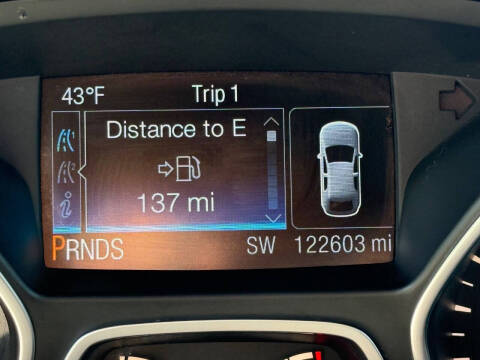 43°F Trip 1
Distance to E
137 mi
PRNDS SW 122603 mi